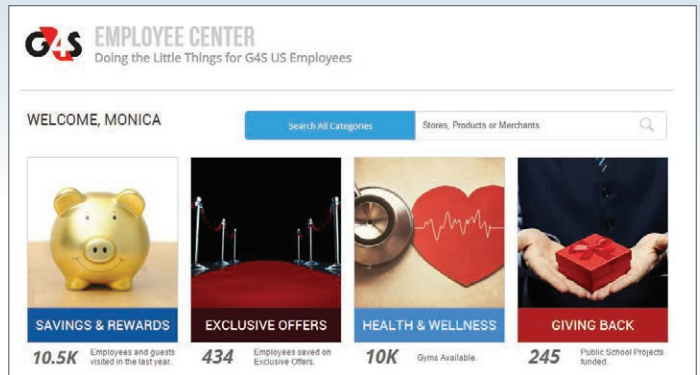 G4S EMPLOYEE CENTER
Doing the Little Things for G4S US Employees
WELCOME, MONICA
Search All Categories
Stores, Products or Merchants
SAVINGS & REWARDS
EXCLUSIVE OFFERS
HEALTH & WELLNESS
GIVING BACK
10.5K
Employees and guests
visited in the last year.
434
Employees saved on
Exclusive Offers.
10K
Gyms Available.
245
Public School Projects
funded.